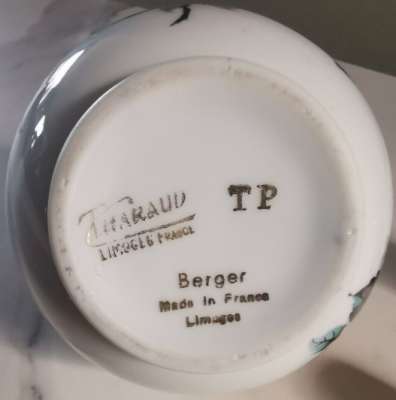 THARAUD
LIMOGES FRANCE
TP
Berger
Made in France
Limoges